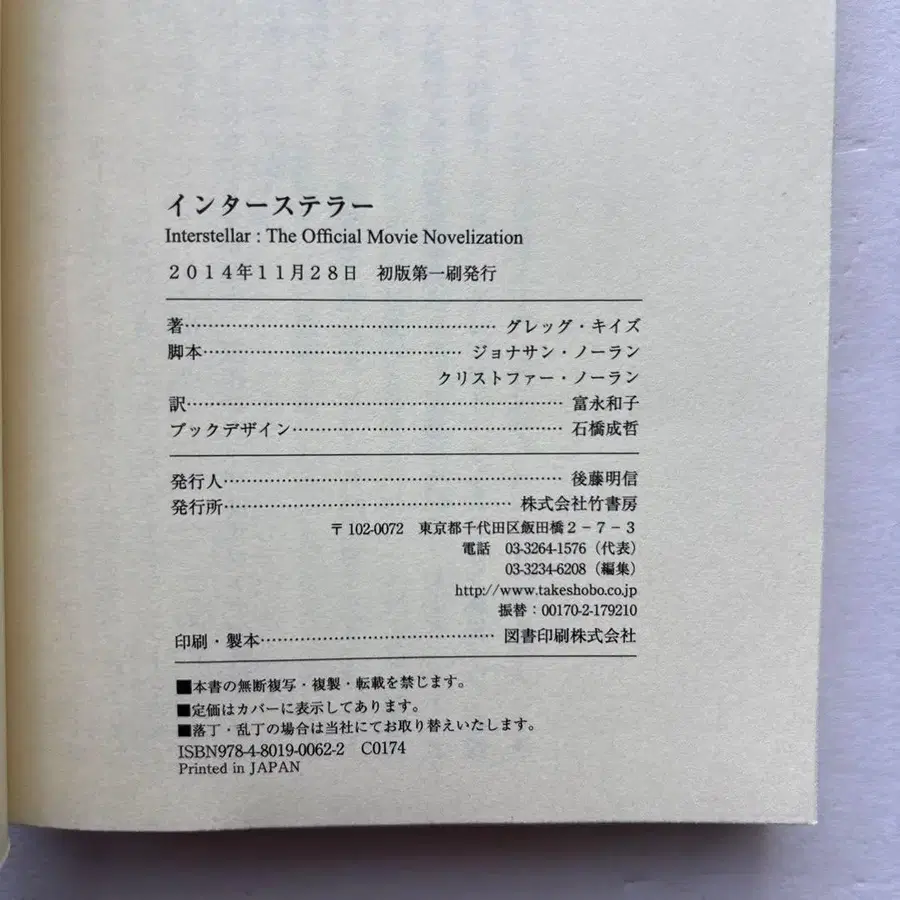 インターステラー
Interstellar : The Official Movie Novelization
２０１４年１１月２８日　初版第一刷発行
著…………………………………………… グレッグ・キイズ
脚本…………………………………… ジョナサン・ノーラン
クリストファー・ノーラン
訳……………………………………………………… 富永和子
ブックデザイン……………………………………… 石橋成哲
発行人………………………………………………… 後藤明信
発行所………………………………………… 株式会社竹書房
〒102-0072　東京都千代田区飯田橋２－７－３
電話　03-3264-1576（代表）
03-3234-6208（編集）
http://www.takeshobo.co.jp
振替：00170-2-179210
印刷・製本………………………………… 図書印刷株式会社
■本書の無断複写・複製・転載を禁じます。
■定価はカバーに表示してあります。
■落丁・乱丁の場合は当社にてお取り替えいたします。
ISBN978-4-8019-0062-2　C0174
Printed in JAPAN